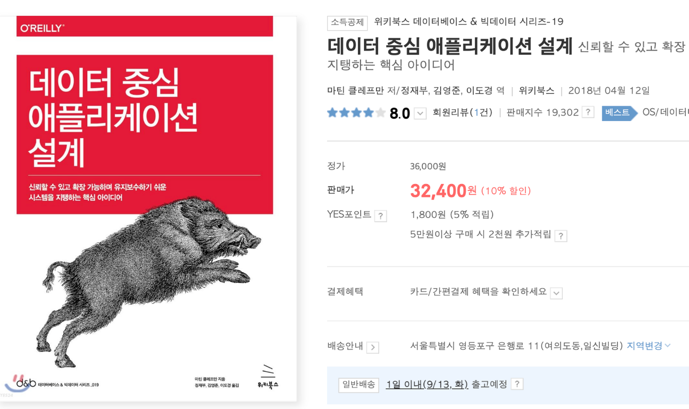 O'REILLY
데이터 중심
애플리케이션
설계
신뢰할 수 있고 확장 가능하며 유지보수하기 쉬운
시스템을 지탱하는 핵심 아이디어
마틴 클레프만 지음
정재부, 김영준, 이도경 옮김
위키북스
d&b 데이터베이스 & 빅데이터 시리즈_019
소득공제 위키북스 데이터베이스 & 빅데이터 시리즈-19
데이터 중심 애플리케이션 설계 신뢰할 수 있고 확장
지탱하는 핵심 아이디어
마틴 클레프만 저/정재부, 김영준, 이도경 역 | 위키북스 | 2018년 04월 12일
8.0 회원리뷰(1건) | 판매지수 19,302 ? 베스트 OS/데이터
정가 36,000원
판매가 32,400원 (10% 할인)
YES포인트 ? 1,800원 (5% 적립)
5만원이상 구매 시 2천원 추가적립 ?
결제혜택 카드/간편결제 혜택을 확인하세요
배송안내 서울특별시 영등포구 은행로 11(여의도동,일신빌딩) 지역변경
일반배송 1일 이내(9/13, 화) 출고예정 ?